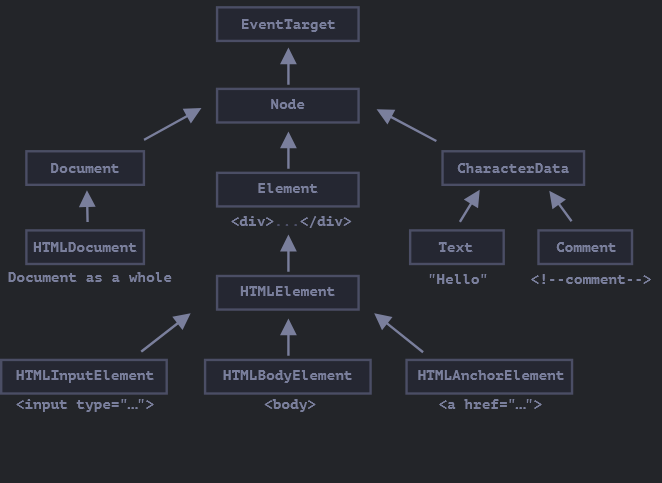 EventTarget
Node
Document
Element
CharacterData
<div>...</div>
HTMLDocument
Text
Comment
Document as a whole
"Hello"
<!--comment-->
HTMLElement
HTMLInputElement
HTMLBodyElement
HTMLAnchorElement
<input type="…">
<body>
<a href="…">